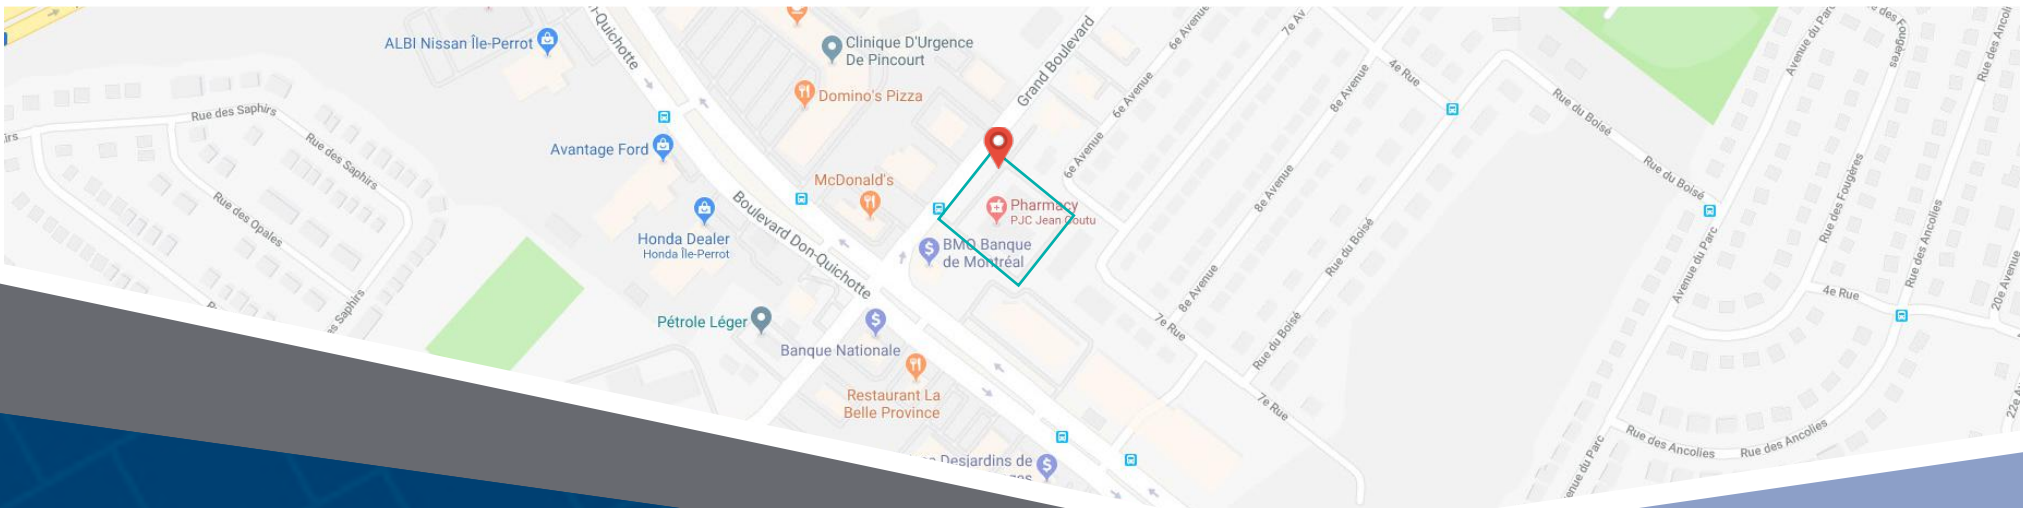 ALBI Nissan Île-Perrot
Clinique D'Urgence
De Pincourt
Domino's Pizza
Grand Boulevard
6e Avenue
6e Avenue
6e Avenue
8e Avenue
8e Avenue
8e Avenue
4e Rue
Rue du Boisé
Rue du Boisé
Rue du Boisé
Rue du Boisé
Avenue du Parc
Avenue du Parc
Rue des Fougères
Rue des Ancolies
Rue des Saphirs
Rue des Saphirs
Rue des Opales
Avantage Ford
McDonald's
Pharmacy
PJC Jean Coutu
Honda Dealer
Honda Île-Perrot
Boulevard Don-Quichotte
BMO Banque
de Montréal
Pétrole Léger
Banque Nationale
Restaurant La
Belle Province
7e Rue
7e Rue
4e Rue
20e Avenue
Rue des Ancolies
Rue des Ancolies
Desjardins de